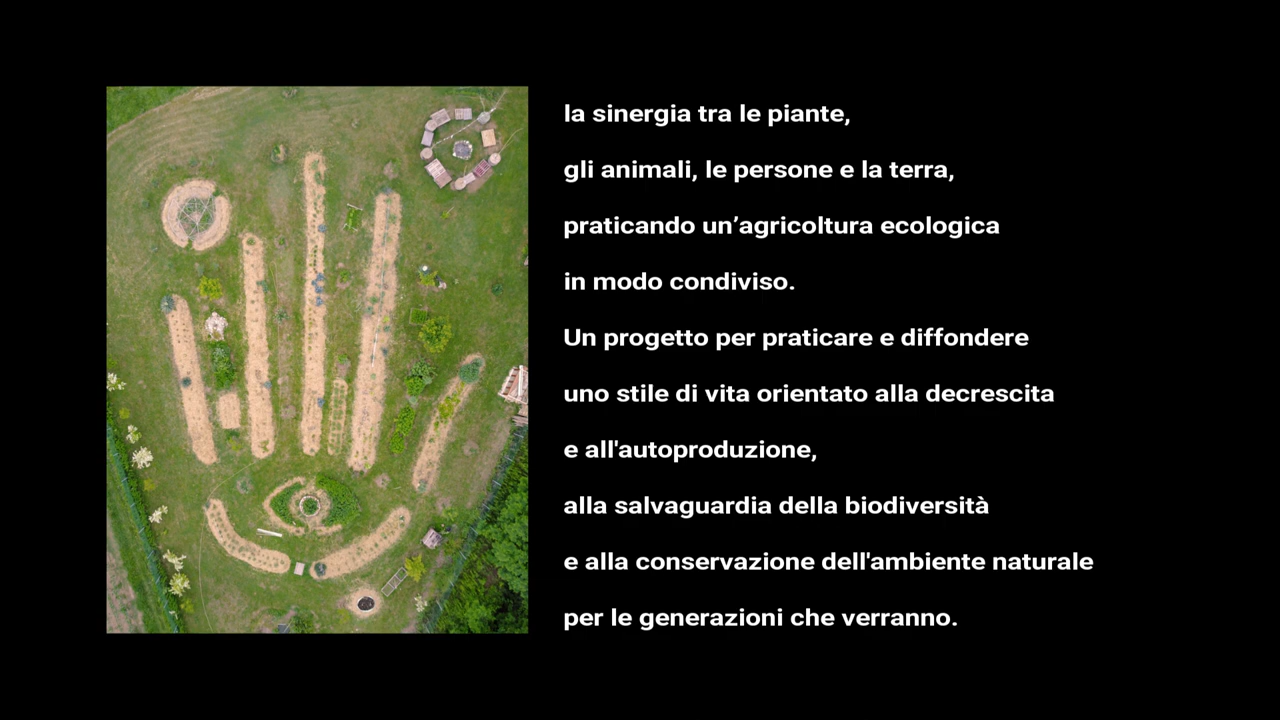 la sinergia tra le piante,
gli animali, le persone e la terra,
praticando un’agricoltura ecologica
in modo condiviso.
Un progetto per praticare e diffondere
uno stile di vita orientato alla decrescita
e all'autoproduzione,
alla salvaguardia della biodiversità
e alla conservazione dell'ambiente naturale
per le generazioni che verranno.